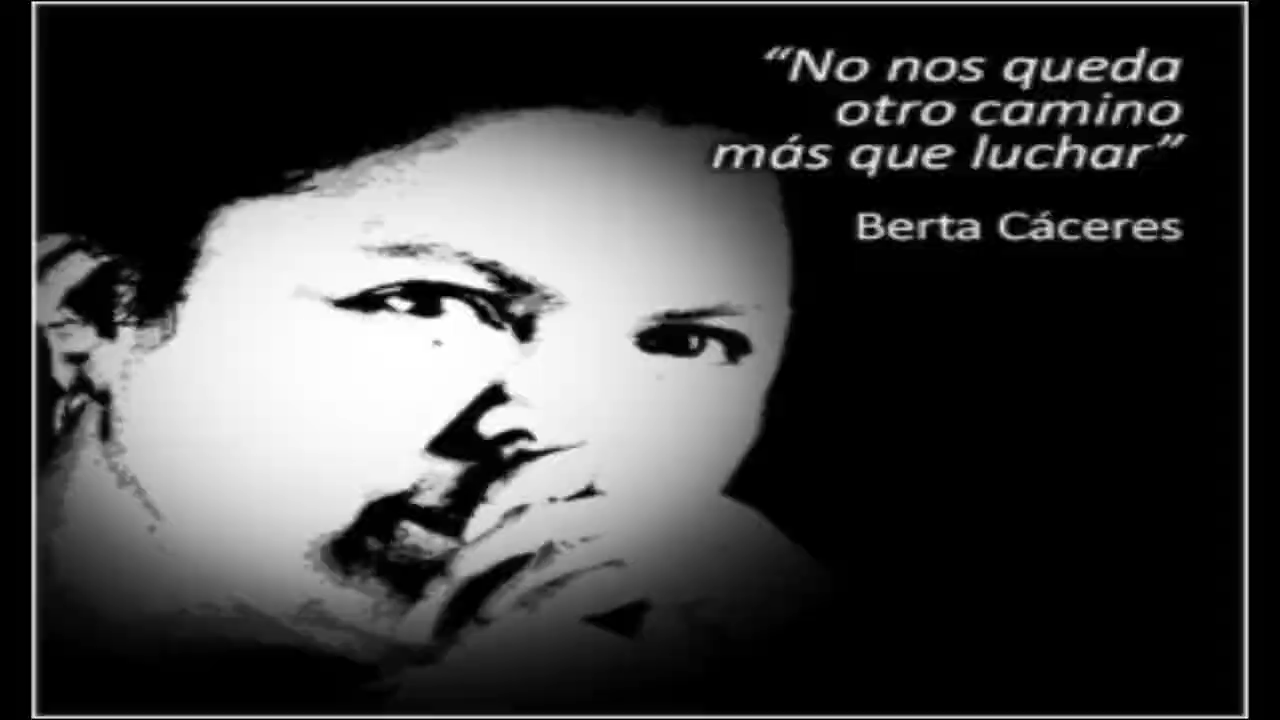 “No nos queda
otro camino
más que luchar”
Berta Cáceres